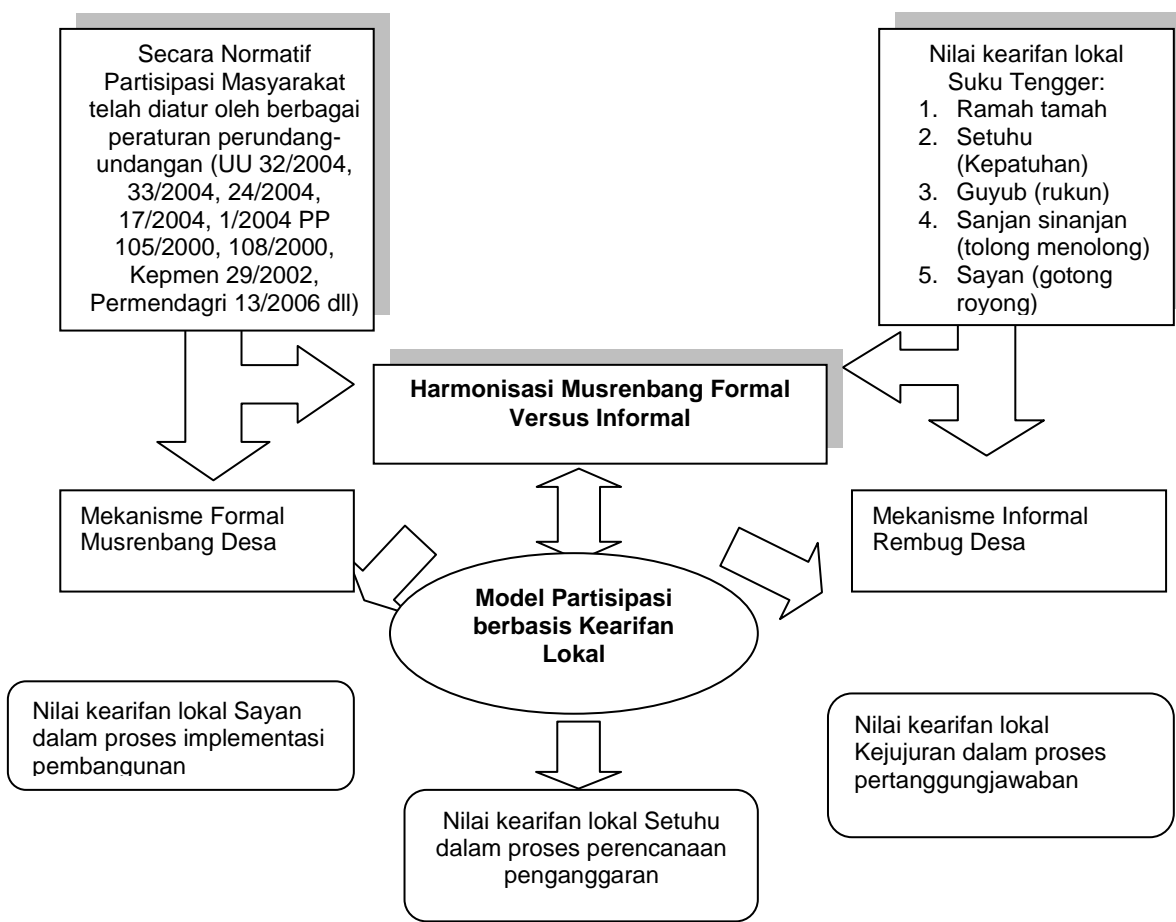 Secara Normatif
Partisipasi Masyarakat
telah diatur oleh berbagai
peraturan perundang-
undangan (UU 32/2004,
33/2004, 24/2004,
17/2004, 1/2004 PP
105/2000, 108/2000,
Kepmen 29/2002,
Permendagri 13/2006 dll)
Nilai kearifan lokal
Suku Tengger:
1. Ramah tamah
2. Setuhu
(Kepatuhan)
3. Guyub (rukun)
4. Sanjan sinanjan
(tolong menolong)
5. Sayan (gotong
royong)
Harmonisasi Musrenbang Formal
Versus Informal
Mekanisme Formal
Musrenbang Desa
Mekanisme Informal
Rembug Desa
Model Partisipasi
berbasis Kearifan
Lokal
Nilai kearifan lokal Sayan
dalam proses implementasi
pembangunan
Nilai kearifan lokal
Kejujuran dalam proses
pertanggungjawaban
Nilai kearifan lokal Setuhu
dalam proses perencanaan
penganggaran